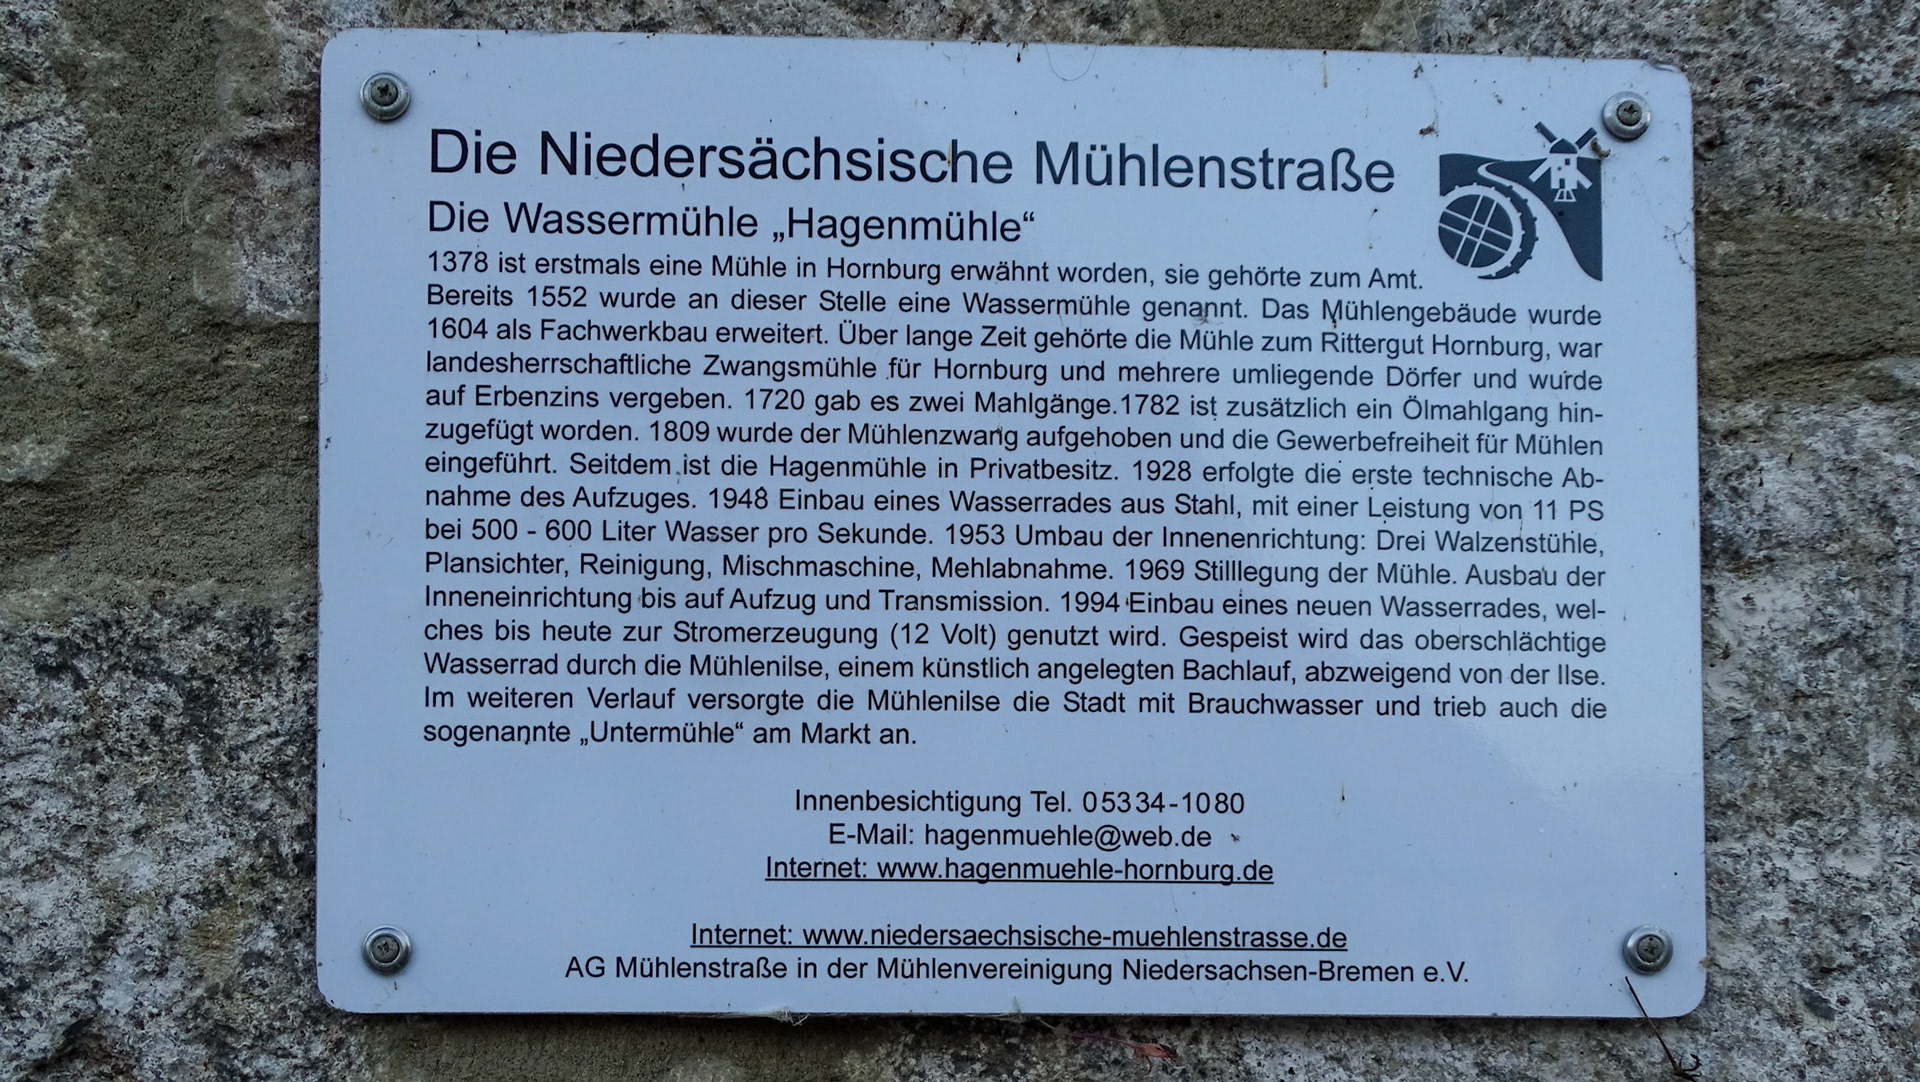 Die Niedersächsische Mühlenstraße
Die Wassermühle „Hagenmühle“
1378 ist erstmals eine Mühle in Hornburg erwähnt worden, sie gehörte zum Amt.
Bereits 1552 wurde an dieser Stelle eine Wassermühle genannt. Das Mühlengebäude wurde
1604 als Fachwerkbau erweitert. Über lange Zeit gehörte die Mühle zum Rittergut Hornburg, war
landesherrschaftliche Zwangsmühle für Hornburg und mehrere umliegende Dörfer und wurde
auf Erbenzins vergeben. 1720 gab es zwei Mahlgänge.1782 ist zusätzlich ein Ölmahlgang hin-
zugefügt worden. 1809 wurde der Mühlenzwang aufgehoben und die Gewerbefreiheit für Mühlen
eingeführt. Seitdem ist die Hagenmühle in Privatbesitz. 1928 erfolgte die erste technische Ab-
nahme des Aufzuges. 1948 Einbau eines Wasserrades aus Stahl, mit einer Leistung von 11 PS
bei 500 - 600 Liter Wasser pro Sekunde. 1953 Umbau der Innenenrichtung: Drei Walzenstühle,
Plansichter, Reinigung, Mischmaschine, Mehlabnahme. 1969 Stilllegung der Mühle. Ausbau der
Inneneinrichtung bis auf Aufzug und Transmission. 1994 Einbau eines neuen Wasserrades, wel-
ches bis heute zur Stromerzeugung (12 Volt) genutzt wird. Gespeist wird das oberschlächtige
Wasserrad durch die Mühlenilse, einem künstlich angelegten Bachlauf, abzweigend von der Ilse.
Im weiteren Verlauf versorgte die Mühlenilse die Stadt mit Brauchwasser und trieb auch die
sogenannte „Untermühle“ am Markt an.
Innenbesichtigung Tel. 05334-1080
E-Mail: hagenmuehle@web.de
Internet: www.hagenmuehle-hornburg.de
Internet: www.niedersaechsische-muehlenstrasse.de
AG Mühlenstraße in der Mühlenvereinigung Niedersachsen-Bremen e.V.